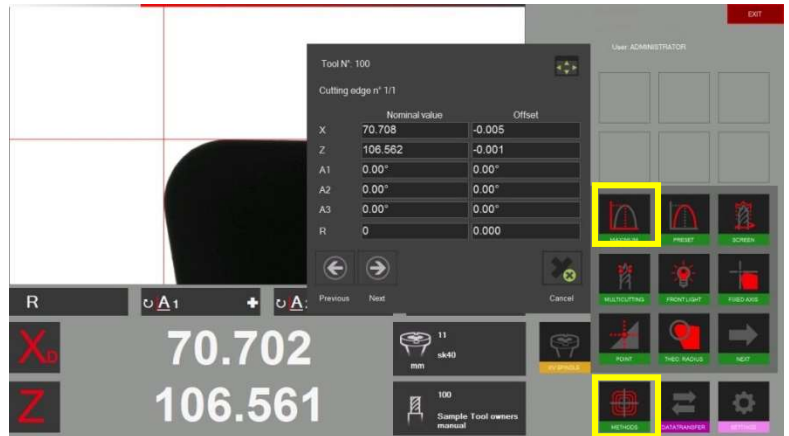 EXIT
User ADMINISTRATOR
Tool N°: 100
Cutting edge n° 1/1
Nominal value Offset
X 70.708 -0.005
Z 106.562 -0.001
A1 0.00° 0.00°
A2 0.00° 0.00°
A3 0.00° 0.00°
R 0 0.000
Previous Next Cancel
MAXIMUM PRESET SCREEN
MULTICUTTING FRONT LIGHT FIXED AXIS
POINT THEO. RADIUS NEXT
METHODS DATATRANSFER SETTINGS
R A1 A
XD 70.702
Z 106.561
11
sk40
mm
100
Sample Tool owners
manual